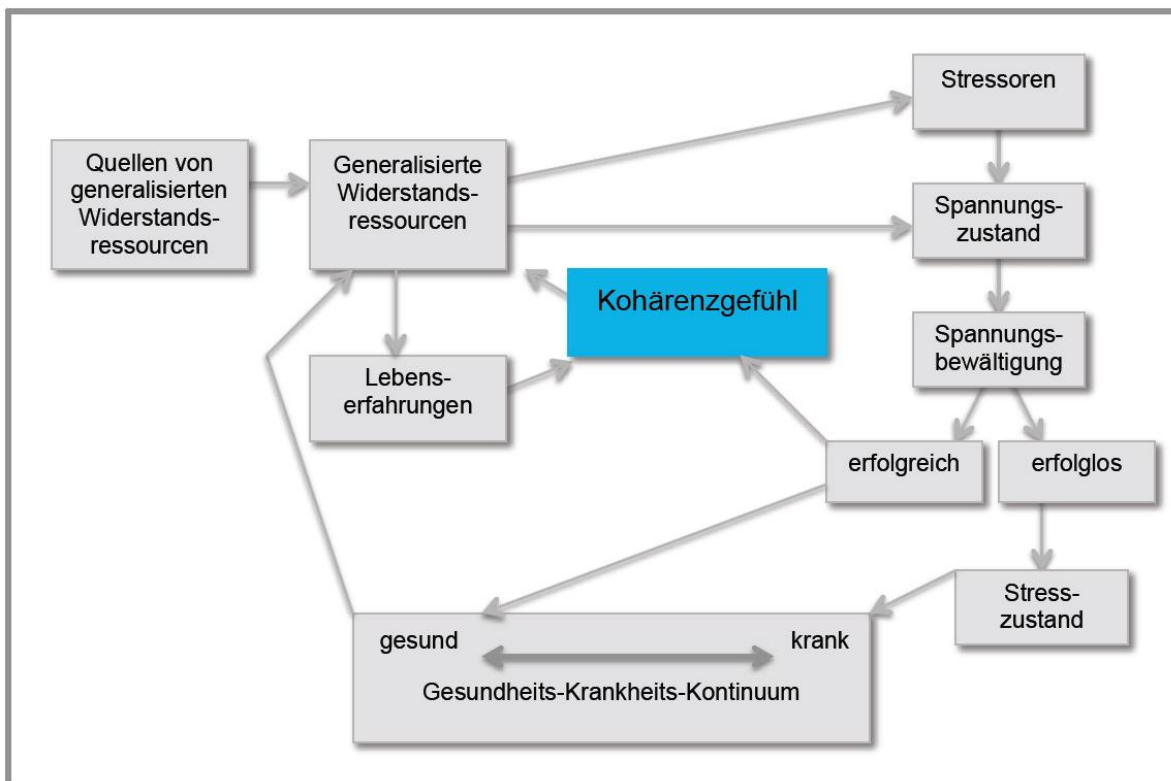 Stressoren
Quellen von
generalisierten
Widerstands-
ressourcen
Generalisierte
Widerstands-
ressourcen
Spannungs-
zustand
Kohärenzgefühl
Spannungs-
bewältigung
Lebens-
erfahrungen
erfolgreich
erfolglos
Stress-
zustand
gesund
krank
Gesundheits-Krankheits-Kontinuum